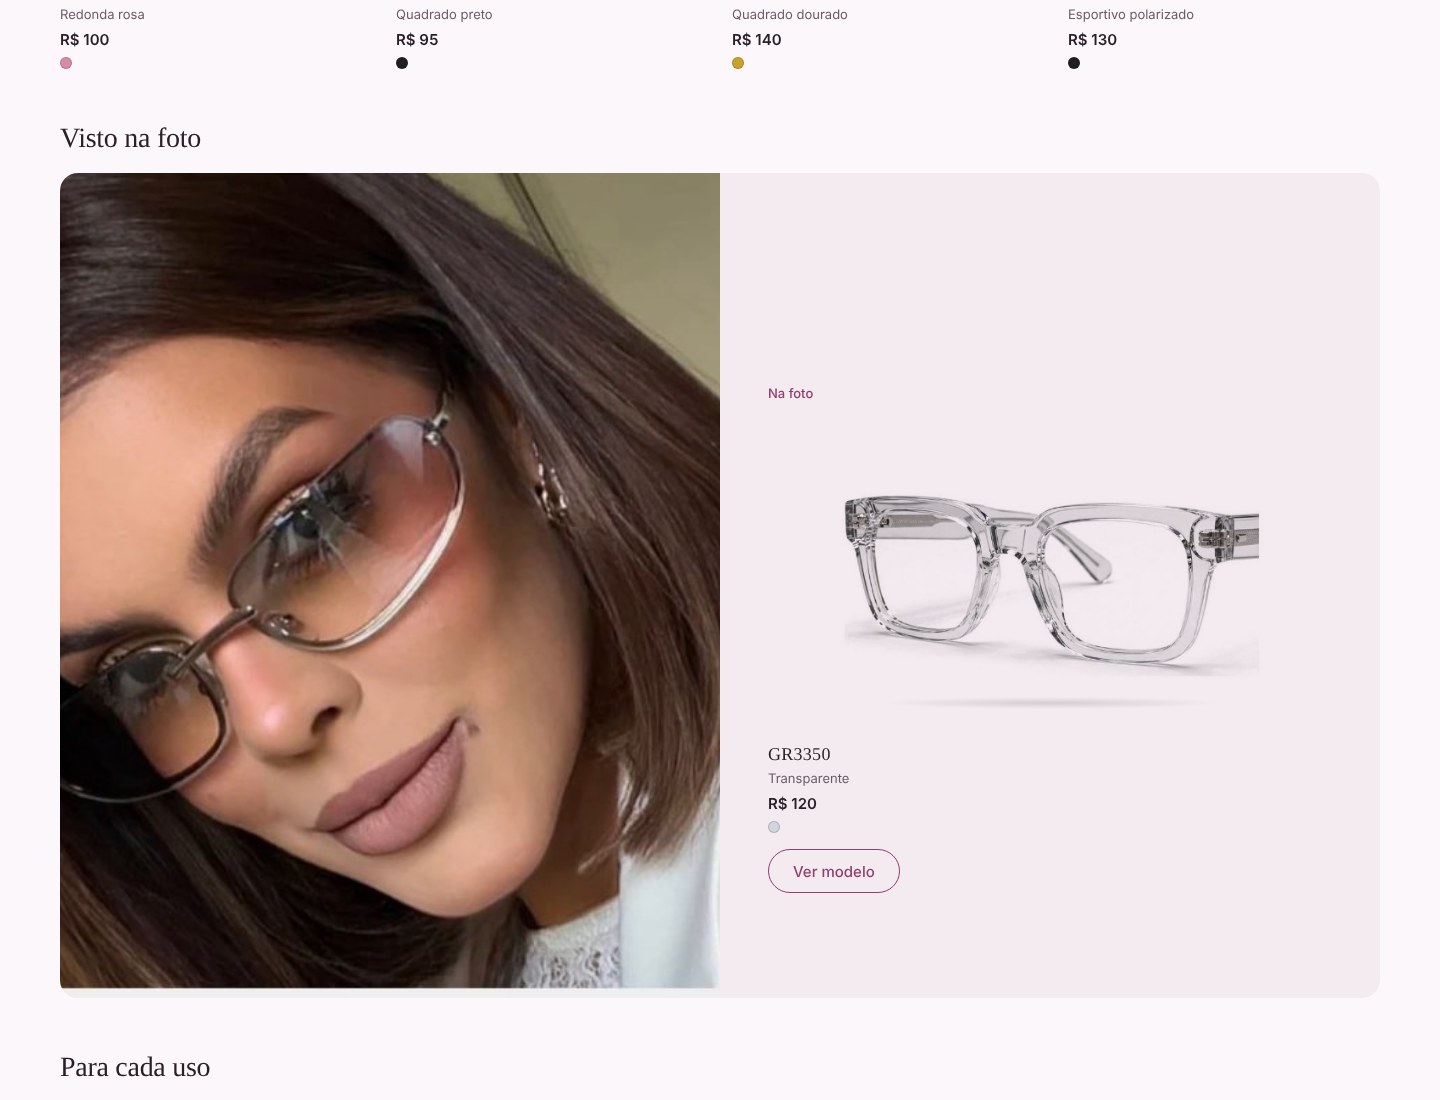 Redonda rosa
R$ 100
Quadrado preto
R$ 95
Quadrado dourado
R$ 140
Esportivo polarizado
R$ 130
Visto na foto
Na foto
GR3350
Transparente
R$ 120
Ver modelo
Para cada uso